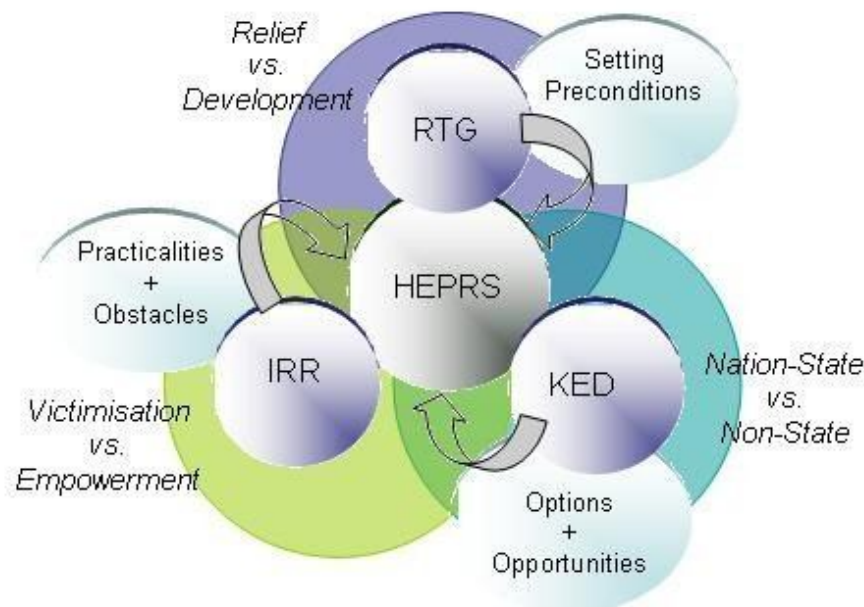 Relief
vs.
Development
RTG
Setting
Preconditions
Practicalities
+
Obstacles
HEPRS
IRR
KED
Nation-State
vs.
Non-State
Victimisation
vs.
Empowerment
Options
+
Opportunities